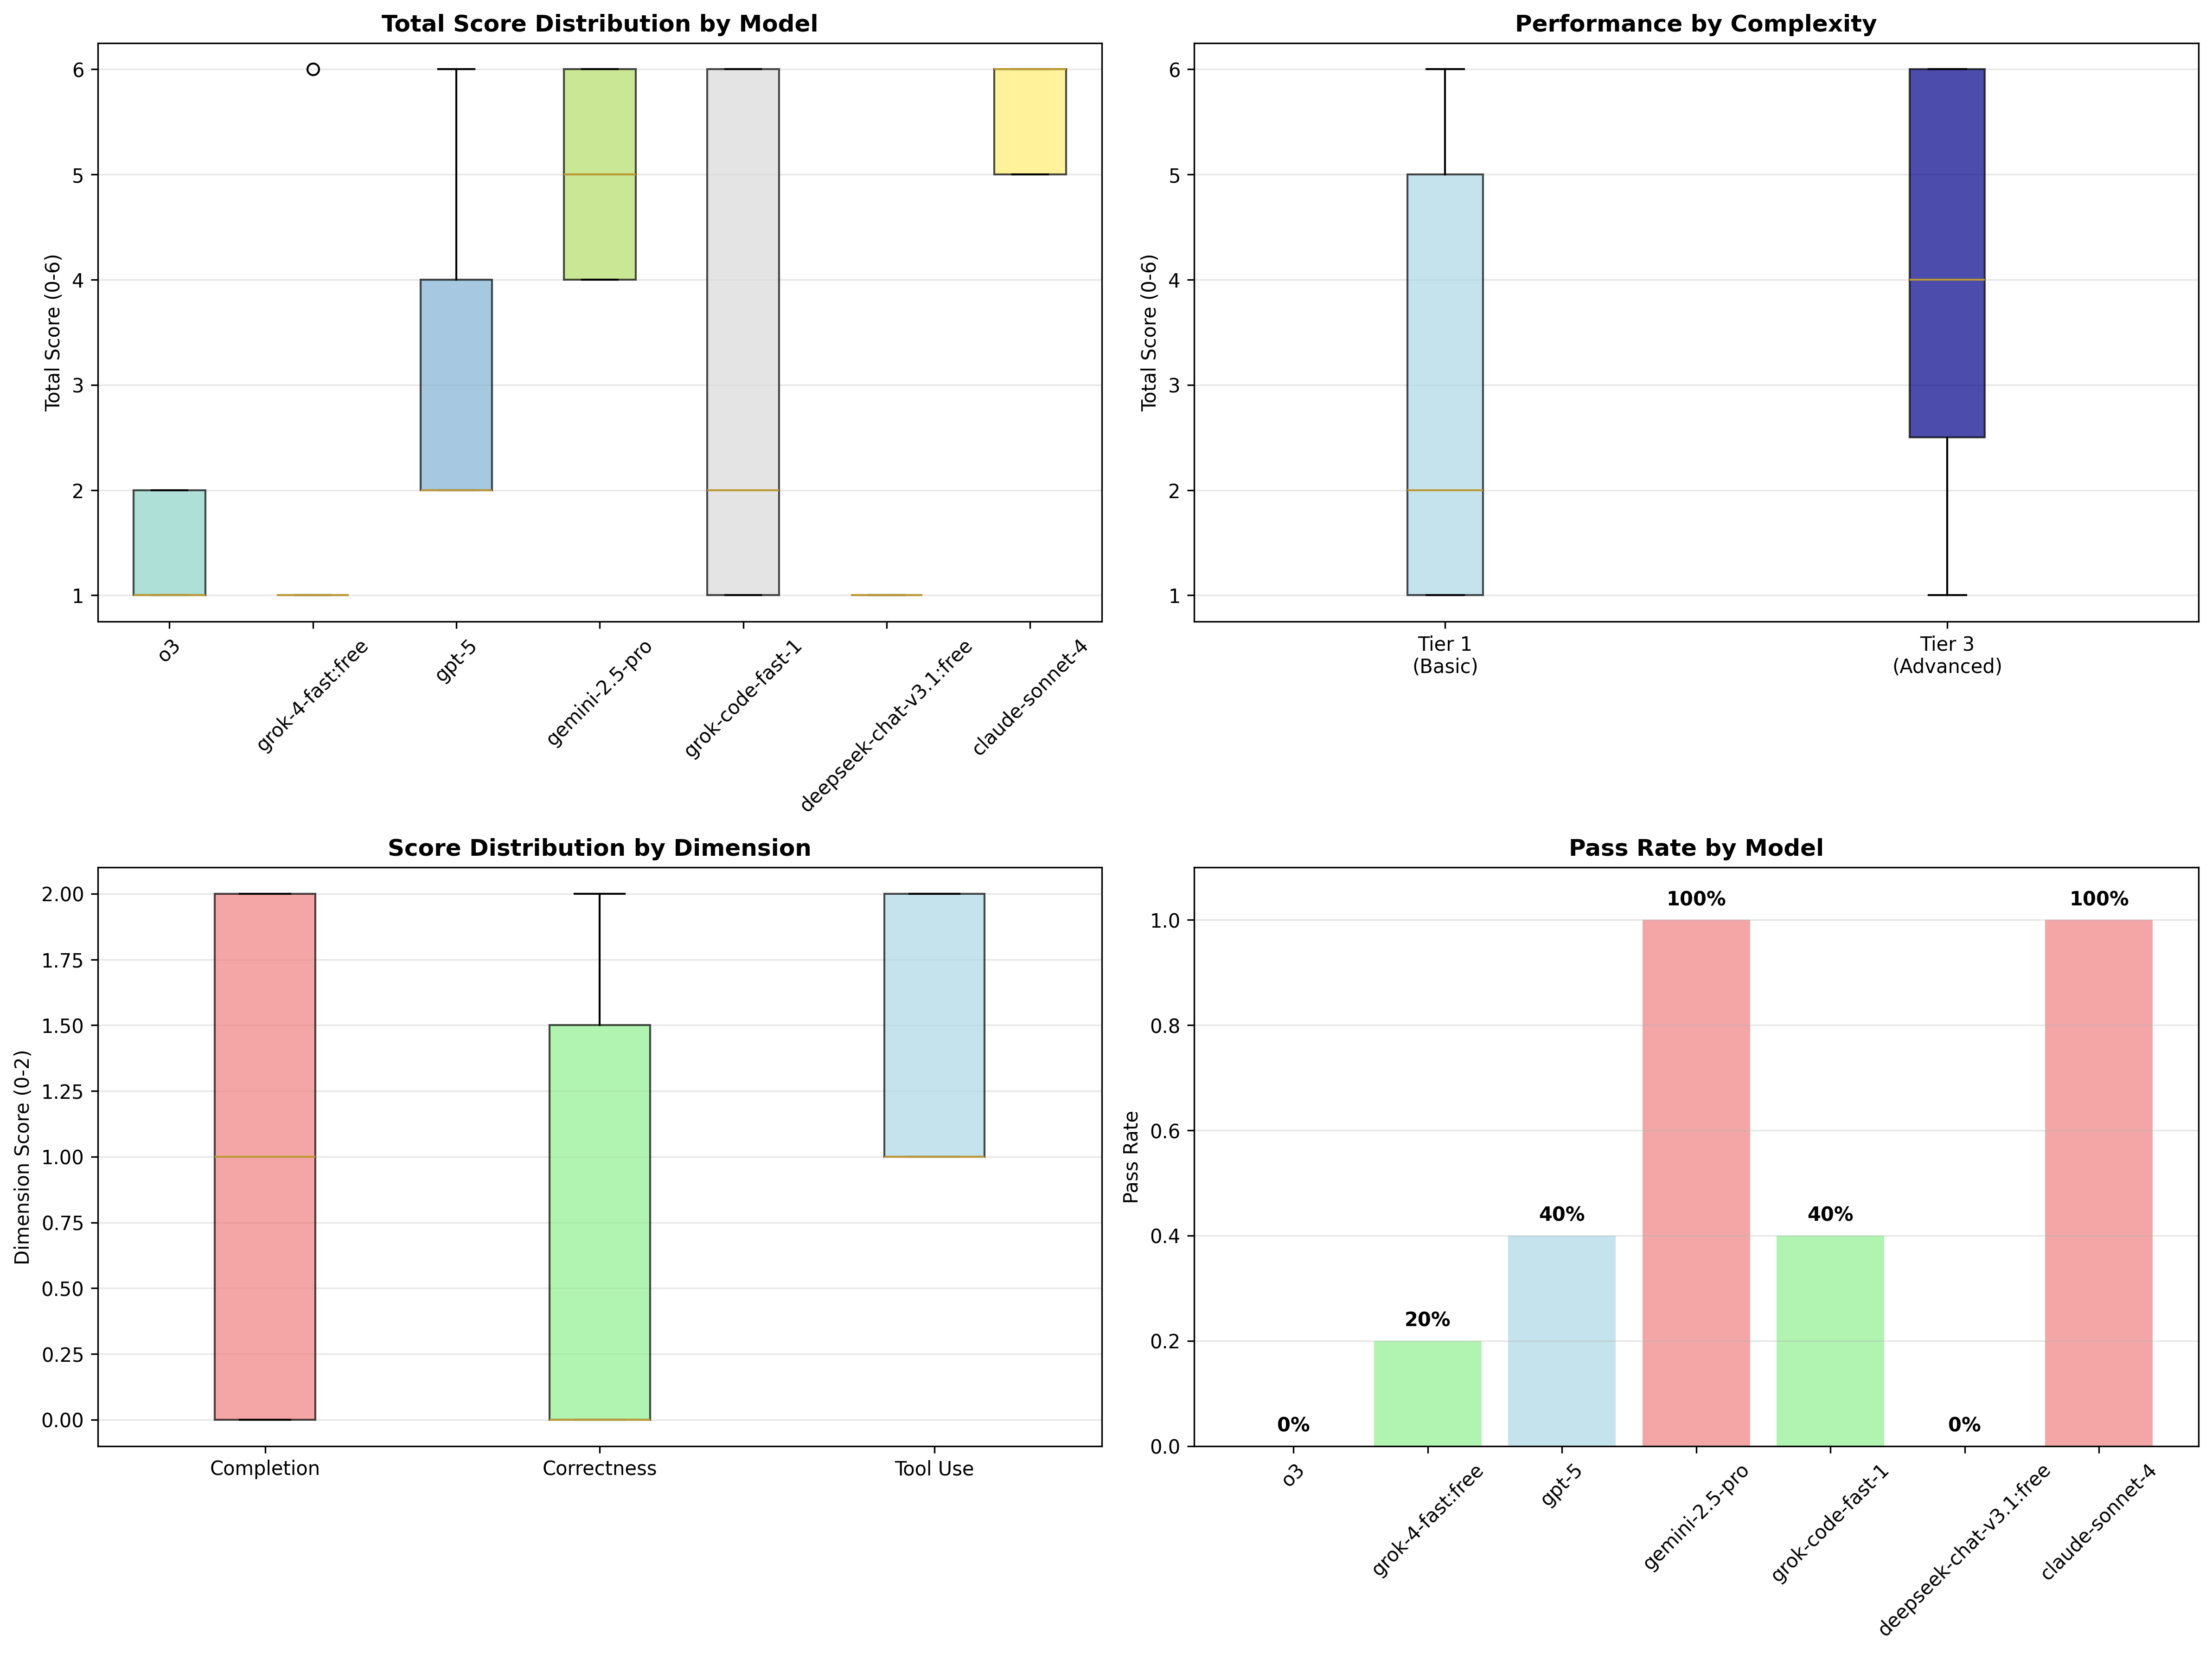 Total Score Distribution by Model
Total Score (0-6)
6
5
4
3
2
1
o3
grok-4-fast:free
gpt-5
gemini-2.5-pro
grok-code-fast-1
deepseek-chat-v3.1:free
claude-sonnet-4
Performance by Complexity
Total Score (0-6)
6
5
4
3
2
1
Tier 1
(Basic)
Tier 3
(Advanced)
Score Distribution by Dimension
Dimension Score (0-2)
2.00
1.75
1.50
1.25
1.00
0.75
0.50
0.25
0.00
Completion
Correctness
Tool Use
Pass Rate by Model
Pass Rate
1.0
0.8
0.6
0.4
0.2
0.0
0%
20%
40%
100%
40%
0%
100%
o3
grok-4-fast:free
gpt-5
gemini-2.5-pro
grok-code-fast-1
deepseek-chat-v3.1:free
claude-sonnet-4